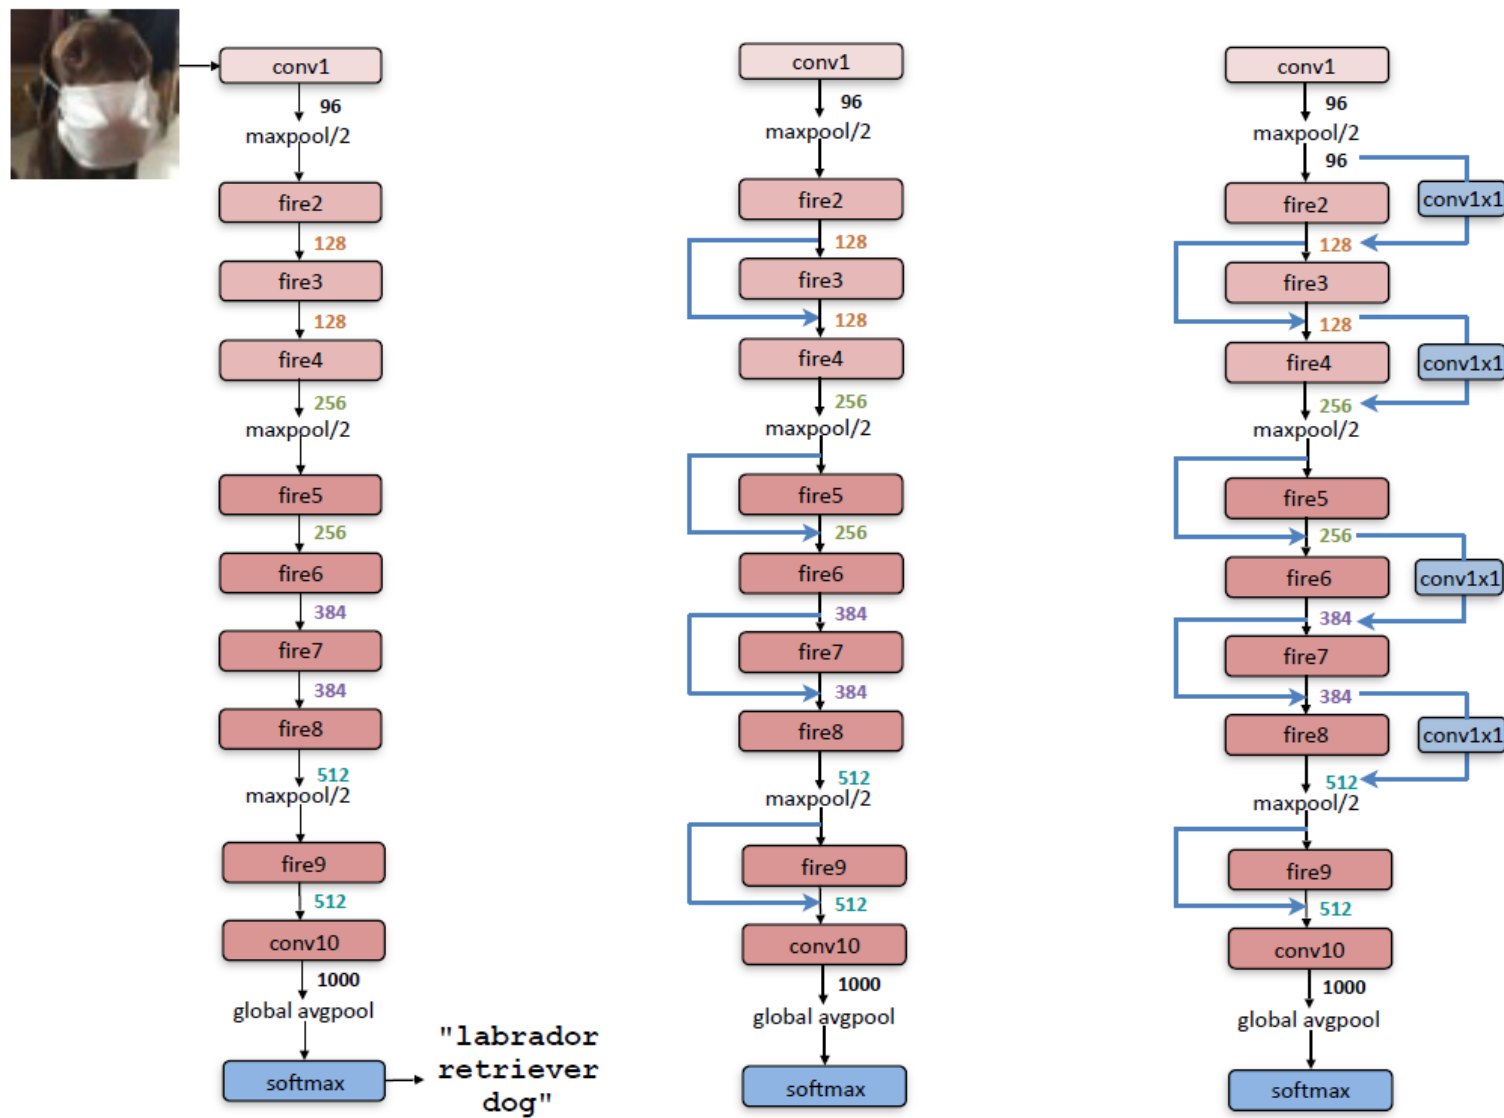 conv1
96
maxpool/2
fire2
128
fire3
128
fire4
256
maxpool/2
fire5
256
fire6
384
fire7
384
fire8
512
maxpool/2
fire9
512
conv10
1000
global avgpool
softmax
"labrador
retriever
dog"
conv1
96
maxpool/2
fire2
128
fire3
128
fire4
256
maxpool/2
fire5
256
fire6
384
fire7
384
fire8
512
maxpool/2
fire9
512
conv10
1000
global avgpool
softmax
conv1
96
maxpool/2
96
conv1x1
fire2
128
fire3
128
conv1x1
fire4
256
maxpool/2
fire5
256
conv1x1
fire6
384
fire7
384
conv1x1
fire8
512
maxpool/2
fire9
512
conv10
1000
global avgpool
softmax